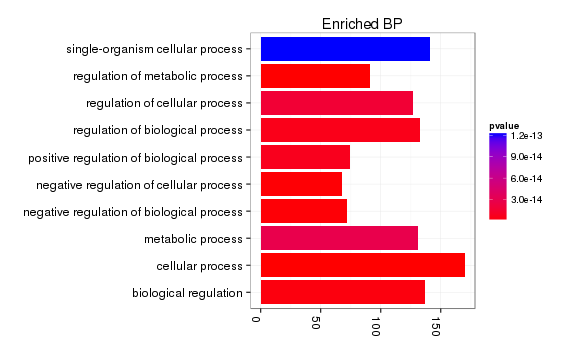 Enriched BP
single-organism cellular process
regulation of metabolic process
regulation of cellular process
regulation of biological process
positive regulation of biological process
negative regulation of cellular process
negative regulation of biological process
metabolic process
cellular process
biological regulation
0 50 100 150
pvalue
1.2e-13
9.0e-14
6.0e-14
3.0e-14